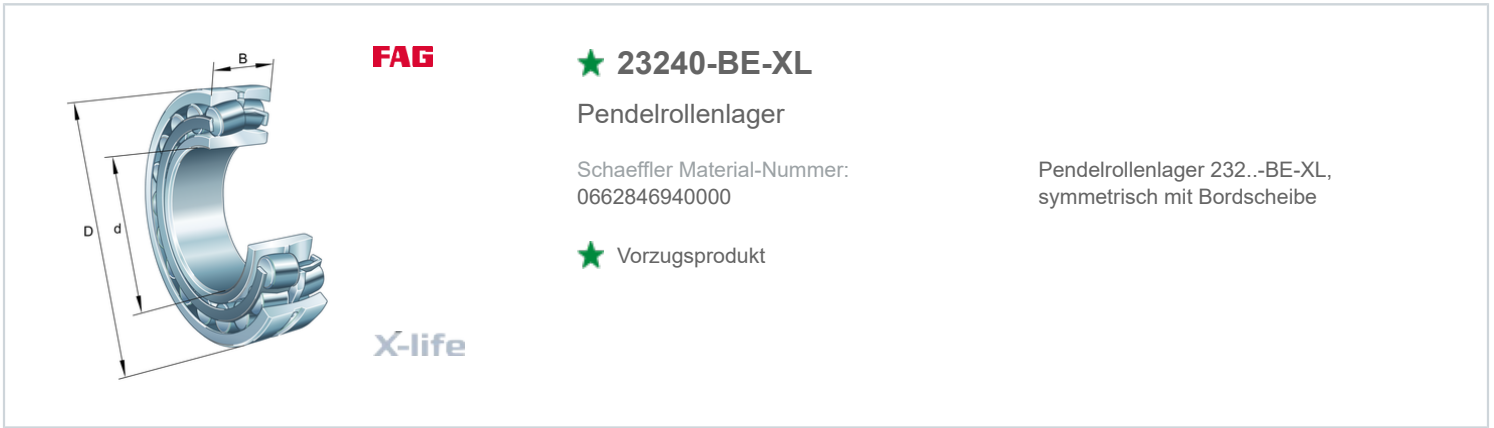 FAG
B
D
d
X-life
23240-BE-XL
Pendelrollenlager
Schaeffler Material-Nummer:
0662846940000
Vorzugsprodukt
Pendelrollenlager 232..-BE-XL,
symmetrisch mit Bordscheibe